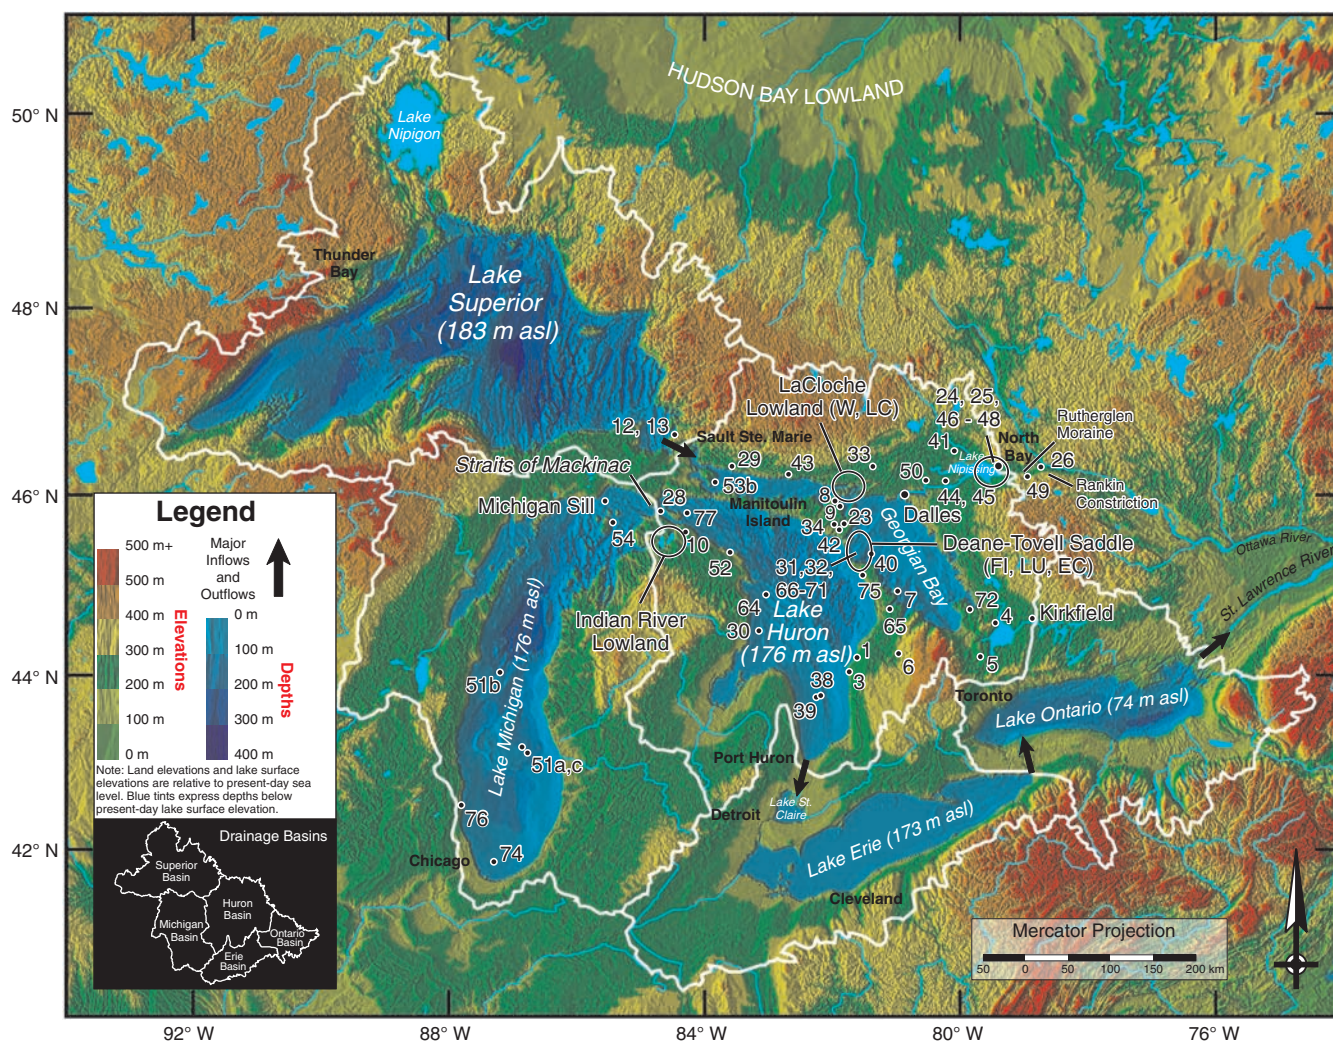 HUDSON BAY LOWLAND
50° N
Lake
Nipigon
Thunder
Bay
48° N
Lake
Superior
(183 m asl)
LaCloche
Lowland (W, LC)
24, 25,
46 - 48
Rutherglen
Moraine
12, 13
Sault Ste. Marie
North
Bay
41
33
Lake
Nipissing
26
Straits of Mackinac
29
43
50
Rankin
Constriction
49
46° N
53b
44, 45
Michigan Sill
28
Manitoulin
Island
8
Dalles
77
9
23
34
54
10
42
Georgian Bay
Deane-Tovell Saddle
(FI, LU, EC)
Ottawa River
52
31, 32,
66-71
40
St. Lawrence River
75
7
72
64
4
Kirkfield
Indian River
Lowland
30
Lake
Huron
(176 m asl)
65
1
6
5
44° N
51b
38
3
39
Toronto
Lake Ontario (74 m asl)
Lake Michigan (176 m asl)
51a,c
Port Huron
76
Detroit
Lake St.
Claire
42° N
Chicago
74
Lake Erie (173 m asl)
Cleveland
Legend
500 m+
500 m
400 m
300 m
200 m
100 m
0 m
Elevations
Major
Inflows
and
Outflows
0 m
100 m
200 m
300 m
400 m
Depths
Note: Land elevations and lake surface
elevations are relative to present-day sea
level. Blue tints express depths below
present-day lake surface elevation.
Drainage Basins
Superior
Basin
Huron
Basin
Michigan
Basin
Ontario
Basin
Erie
Basin
Mercator Projection
50 0 50 100 150 200 km
92° W 88° W 84° W 80° W 76° W